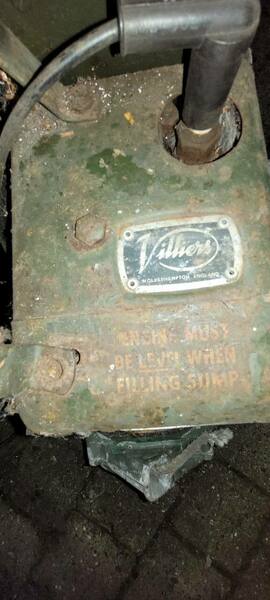 Villiers
WOLVERHAMPTON, ENGLAND
ENGINE MUST
BE LEVEL WHEN
FILLING SUMP